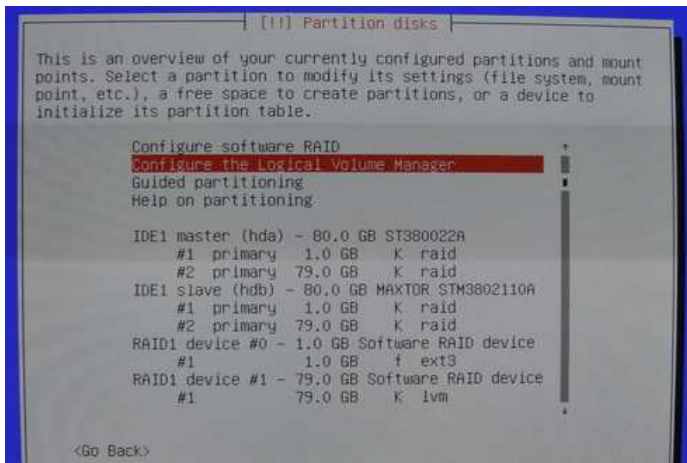 [!!] Partition disks
This is an overview of your currently configured partitions and mount
points. Select a partition to modify its settings (file system, mount
point, etc.), a free space to create partitions, or a device to
initialize its partition table.
Configure software RAID
Configure the Logical Volume Manager
Guided partitioning
Help on partitioning
IDE1 master (hda) - 80.0 GB ST380022A
#1 primary 1.0 GB K raid
#2 primary 79.0 GB K raid
IDE1 slave (hdb) - 80.0 GB MAXTOR STM3802110A
#1 primary 1.0 GB K raid
#2 primary 79.0 GB K raid
RAID1 device #0 - 1.0 GB Software RAID device
#1 1.0 GB f ext3
RAID1 device #1 - 79.0 GB Software RAID device
#1 79.0 GB K lvm
<Go Back>